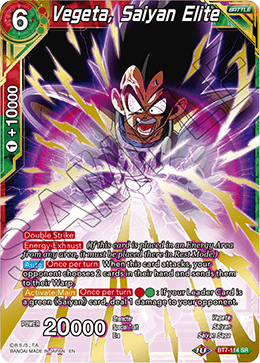 6
Vegeta, Saiyan Elite
BATTLE
+10000
Double Strike
Energy-Exhaust (If this card is placed in an Energy Area
from any area, it must be placed there in Rest Mode.)
Auto Once per turn When this card attacks, your
opponent chooses 2 cards in their hand and sends
them to their Warp.
Activate:Main Once per turn : If your Leader Card is
a green ‹Saiyan› card, deal 1 damage to your opponent.
©B.S./S., T.A.
BANDAI MADE IN JAPAN EN
POWER 20000
Character Vegeta
Special Trait Saiyan
Era Saiyan Saga
BT7-114 SR